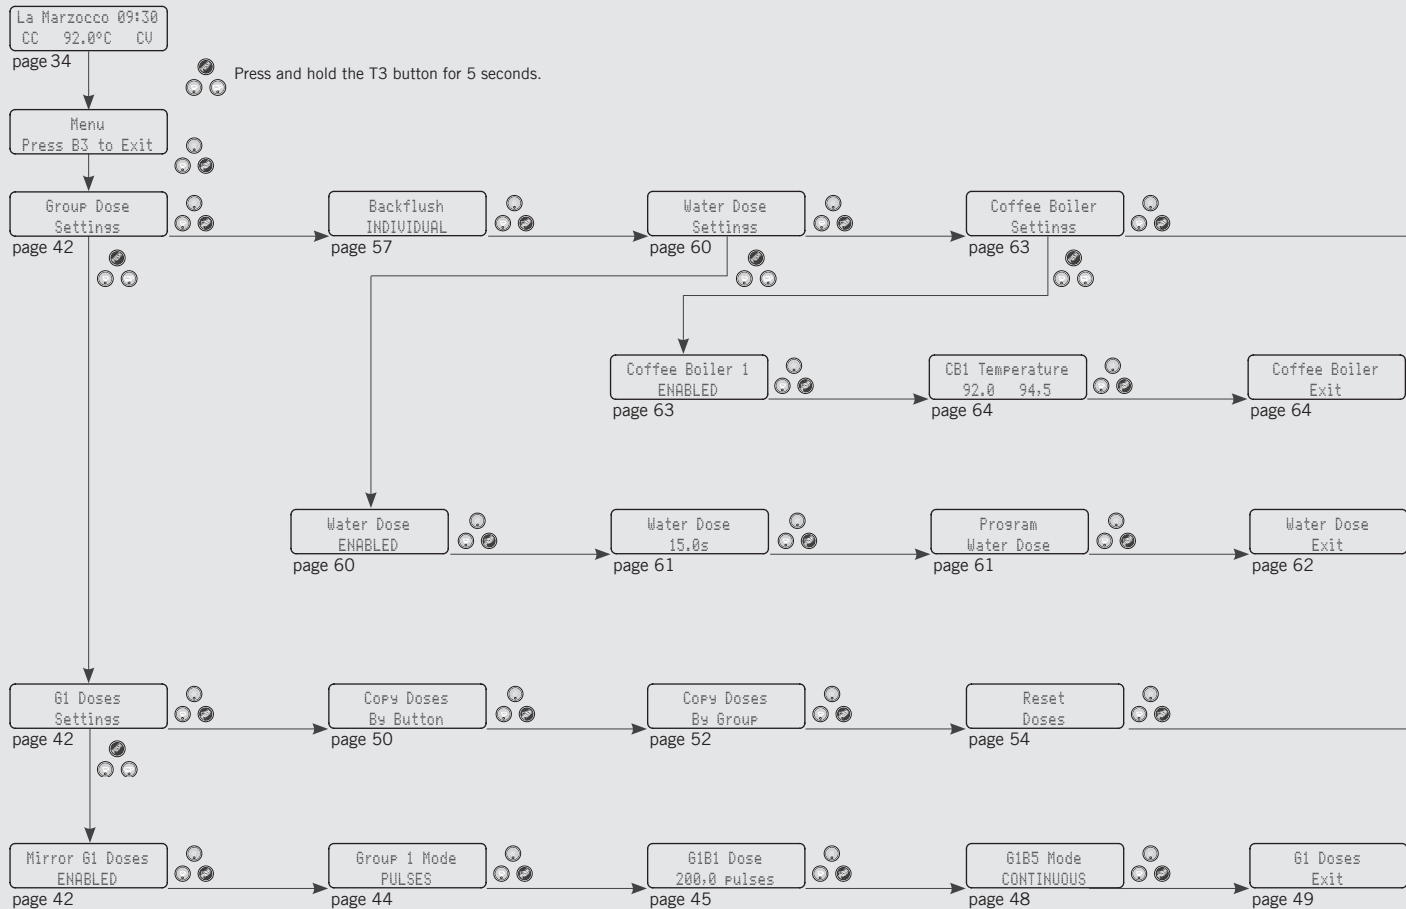 La Marzocco 09:30
CC 92.0°C CV
page 34
Press and hold the T3 button for 5 seconds.
Menu
Press B3 to Exit
Group Dose
Settings
page 42
Backflush
INDIVIDUAL
page 57
Water Dose
Settings
page 60
Coffee Boiler
Settings
page 63
Coffee Boiler 1
ENABLED
page 63
CB1 Temperature
92.0 94,5
page 64
Coffee Boiler
Exit
page 64
Water Dose
ENABLED
page 60
Water Dose
15.0s
page 61
Program
Water Dose
page 61
Water Dose
Exit
page 62
G1 Doses
Settings
page 42
Copy Doses
By Button
page 50
Copy Doses
By Group
page 52
Reset
Doses
page 54
Mirror G1 Doses
ENABLED
page 42
Group 1 Mode
PULSES
page 44
G1B1 Dose
200,0 pulses
page 45
G1B5 Mode
CONTINUOUS
page 48
G1 Doses
Exit
page 49